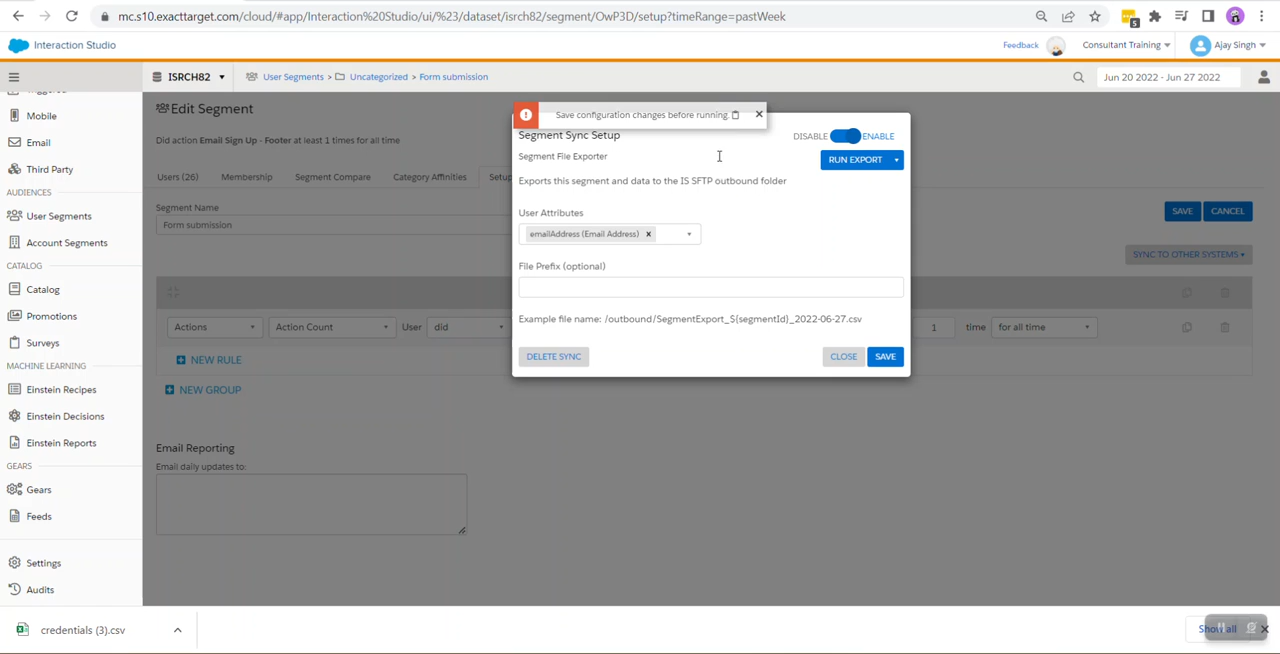 mc.s10.exacttarget.com/cloud/#app/Interaction%20Studio/ui/%23/dataset/isrch82/segment/OwP3D/setup?timeRange=pastWeek
5
Interaction Studio
Feedback
Consultant Training
Ajay Singh
ISRCH82
User Segments > Uncategorized > Form submission
Jun 20 2022 - Jun 27 2022
Mobile
Email
Third Party
AUDIENCES
User Segments
Account Segments
CATALOG
Catalog
Promotions
Surveys
MACHINE LEARNING
Einstein Recipes
Einstein Decisions
Einstein Reports
GEARS
Gears
Feeds
Settings
Audits
Edit Segment
Did action Email Sign Up - Footer at least 1 times for all time
Users (26)
Membership
Segment Compare
Category Affinities
Setup
Segment Name
Form submission
SAVE
CANCEL
SYNC TO OTHER SYSTEMS
Actions
Action Count
User
did
1
time
for all time
NEW RULE
NEW GROUP
Email Reporting
Email daily updates to:
Save configuration changes before running.
Segment Sync Setup
DISABLE
ENABLE
Segment File Exporter
RUN EXPORT
Exports this segment and data to the IS SFTP outbound folder
User Attributes
emailAddress (Email Address)
File Prefix (optional)
Example file name: /outbound/SegmentExport_${segmentId}_2022-06-27.csv
DELETE SYNC
CLOSE
SAVE
credentials (3).csv
Show all